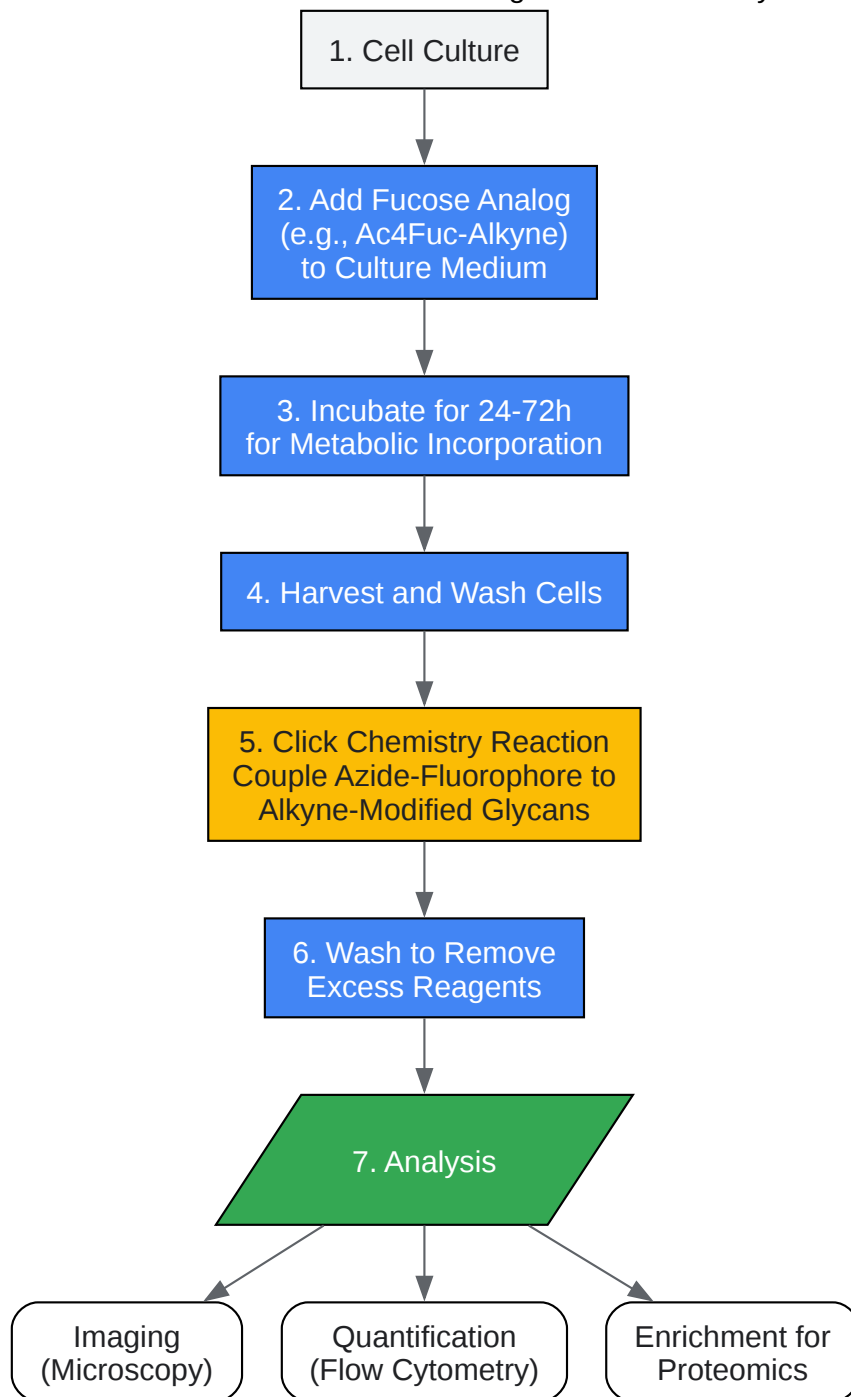 1. Cell Culture
2. Add Fucose Analog
(e.g., Ac4Fuc-Alkyne)
to Culture Medium
3. Incubate for 24-72h
for Metabolic Incorporation
4. Harvest and Wash Cells
5. Click Chemistry Reaction
Couple Azide-Fluorophore to
Alkyne-Modified Glycans
6. Wash to Remove
Excess Reagents
7. Analysis
Imaging
(Microscopy)
Quantification
(Flow Cytometry)
Enrichment for
Proteomics